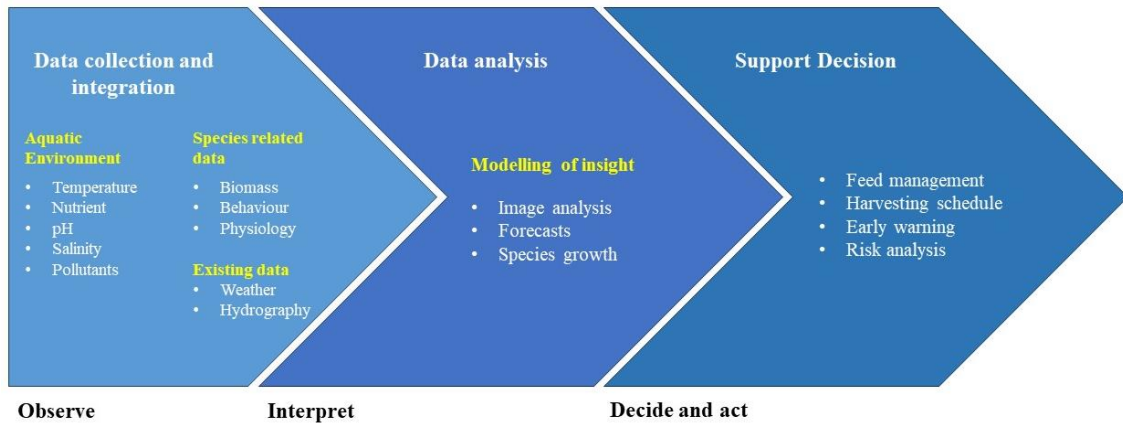 Data collection and
integration
Aquatic
Environment
• Temperature
• Nutrient
• pH
• Salinity
• Pollutants
Species related
data
• Biomass
• Behaviour
• Physiology
Existing data
• Weather
• Hydrography
Observe
Data analysis
Modelling of insight
• Image analysis
• Forecasts
• Species growth
Interpret
Support Decision
• Feed management
• Harvesting schedule
• Early warning
• Risk analysis
Decide and act